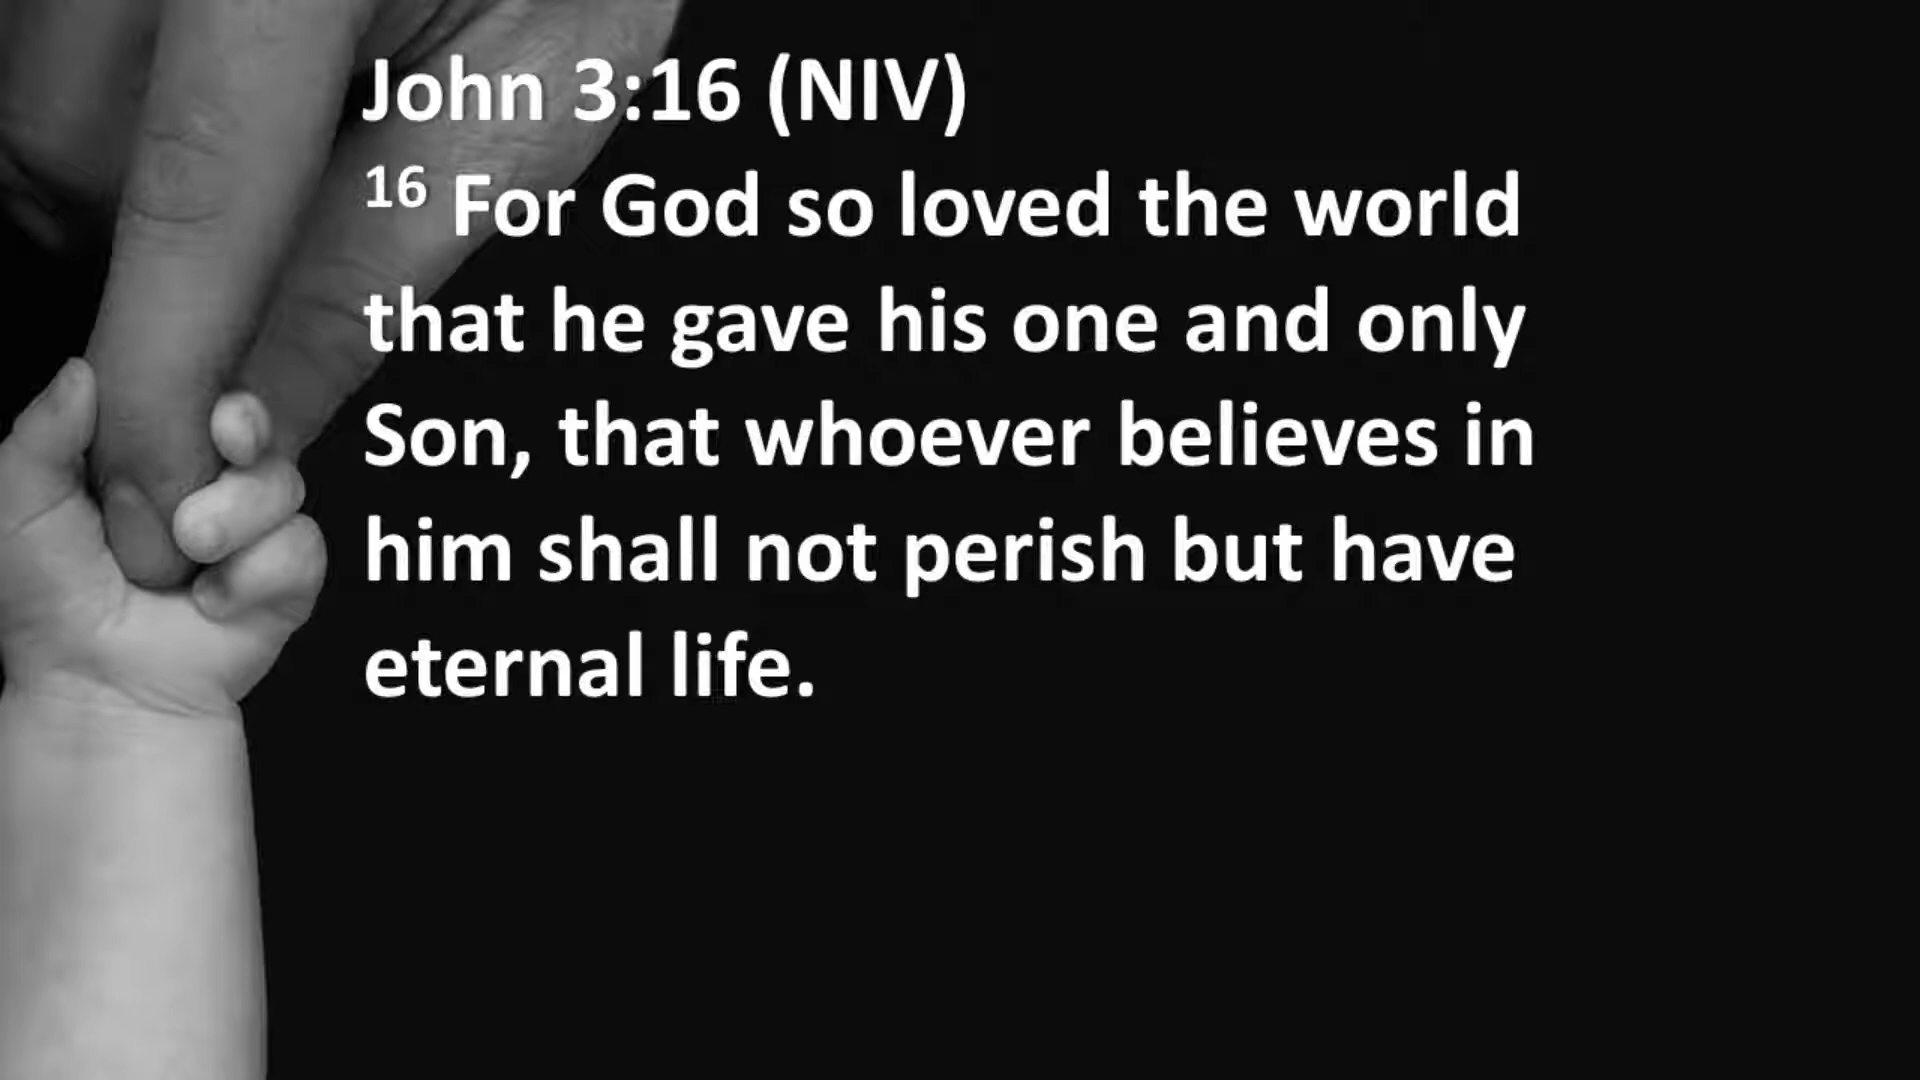 John 3:16 (NIV)
16 For God so loved the world
that he gave his one and only
Son, that whoever believes in
him shall not perish but have
eternal life.